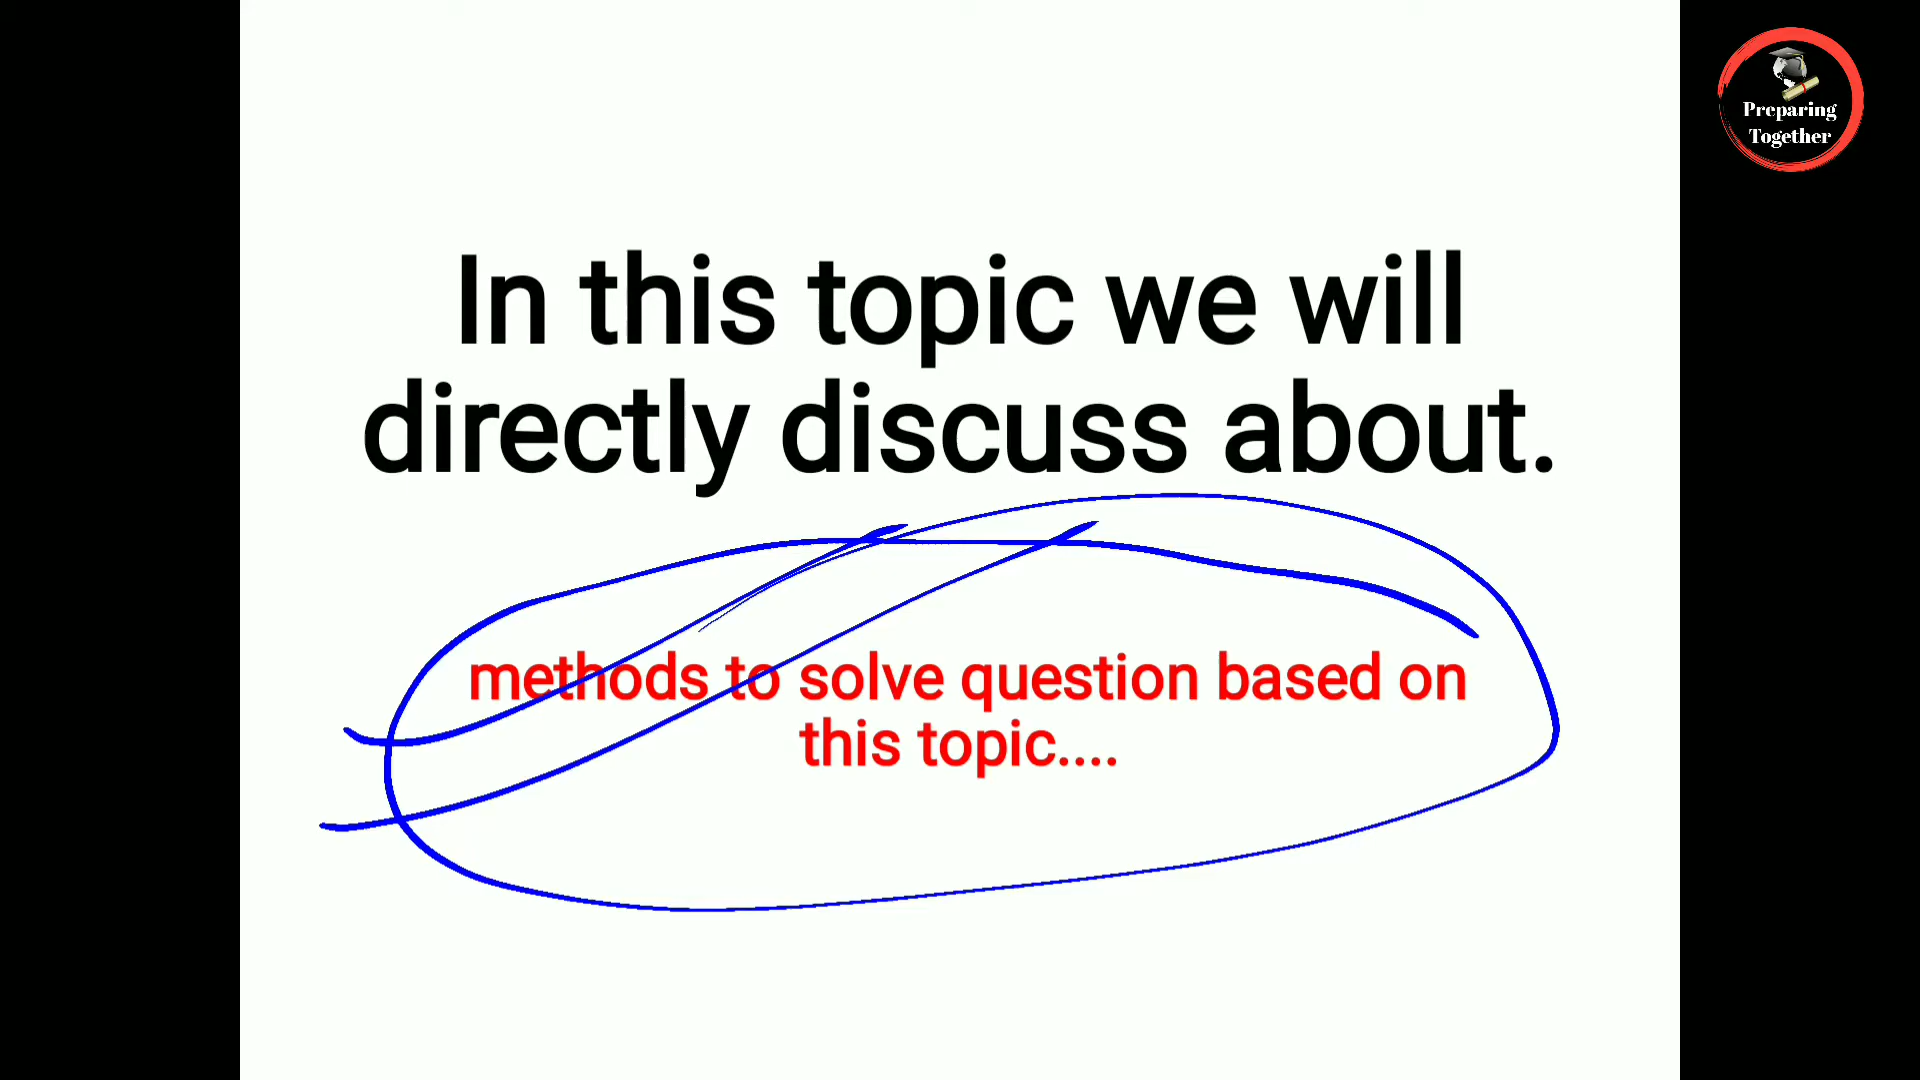 Preparing
Together
In this topic we will
directly discuss about.
methods to solve question based on
this topic....